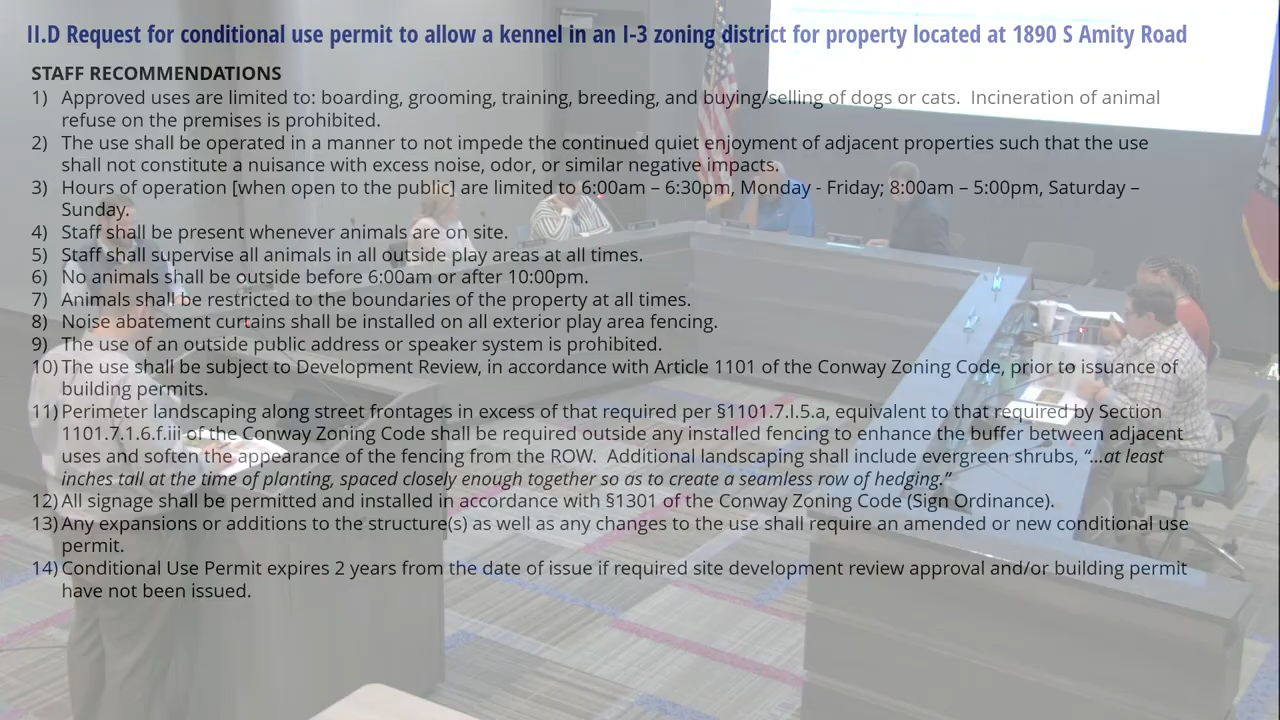 II.D Request for conditional use permit to allow a kennel in an I-3 zoning district for property located at 1890 S Amity Road
STAFF RECOMMENDATIONS
1) Approved uses are limited to: boarding, grooming, training, breeding, and buying/selling of dogs or cats. Incineration of animal
refuse on the premises is prohibited.
2) The use shall be operated in a manner to not impede the continued quiet enjoyment of adjacent properties such that the use
shall not constitute a nuisance with excess noise, odor, or similar negative impacts.
3) Hours of operation [when open to the public] are limited to 6:00am – 6:30pm, Monday - Friday; 8:00am – 5:00pm, Saturday –
Sunday.
4) Staff shall be present whenever animals are on site.
5) Staff shall supervise all animals in all outside play areas at all times.
6) No animals shall be outside before 6:00am or after 10:00pm.
7) Animals shall be restricted to the boundaries of the property at all times.
8) Noise abatement curtains shall be installed on all exterior play area fencing.
9) The use of an outside public address or speaker system is prohibited.
10) The use shall be subject to Development Review, in accordance with Article 1101 of the Conway Zoning Code, prior to issuance of
building permits.
11) Perimeter landscaping along street frontages in excess of that required per §1101.7.I.5.a, equivalent to that required by Section
1101.7.1.6.f.iii of the Conway Zoning Code shall be required outside any installed fencing to enhance the buffer between adjacent
uses and soften the appearance of the fencing from the ROW. Additional landscaping shall include evergreen shrubs, “…at least
inches tall at the time of planting, spaced closely enough together so as to create a seamless row of hedging.”
12) All signage shall be permitted and installed in accordance with §1301 of the Conway Zoning Code (Sign Ordinance).
13) Any expansions or additions to the structure(s) as well as any changes to the use shall require an amended or new conditional use
permit.
14) Conditional Use Permit expires 2 years from the date of issue if required site development review approval and/or building permit
have not been issued.